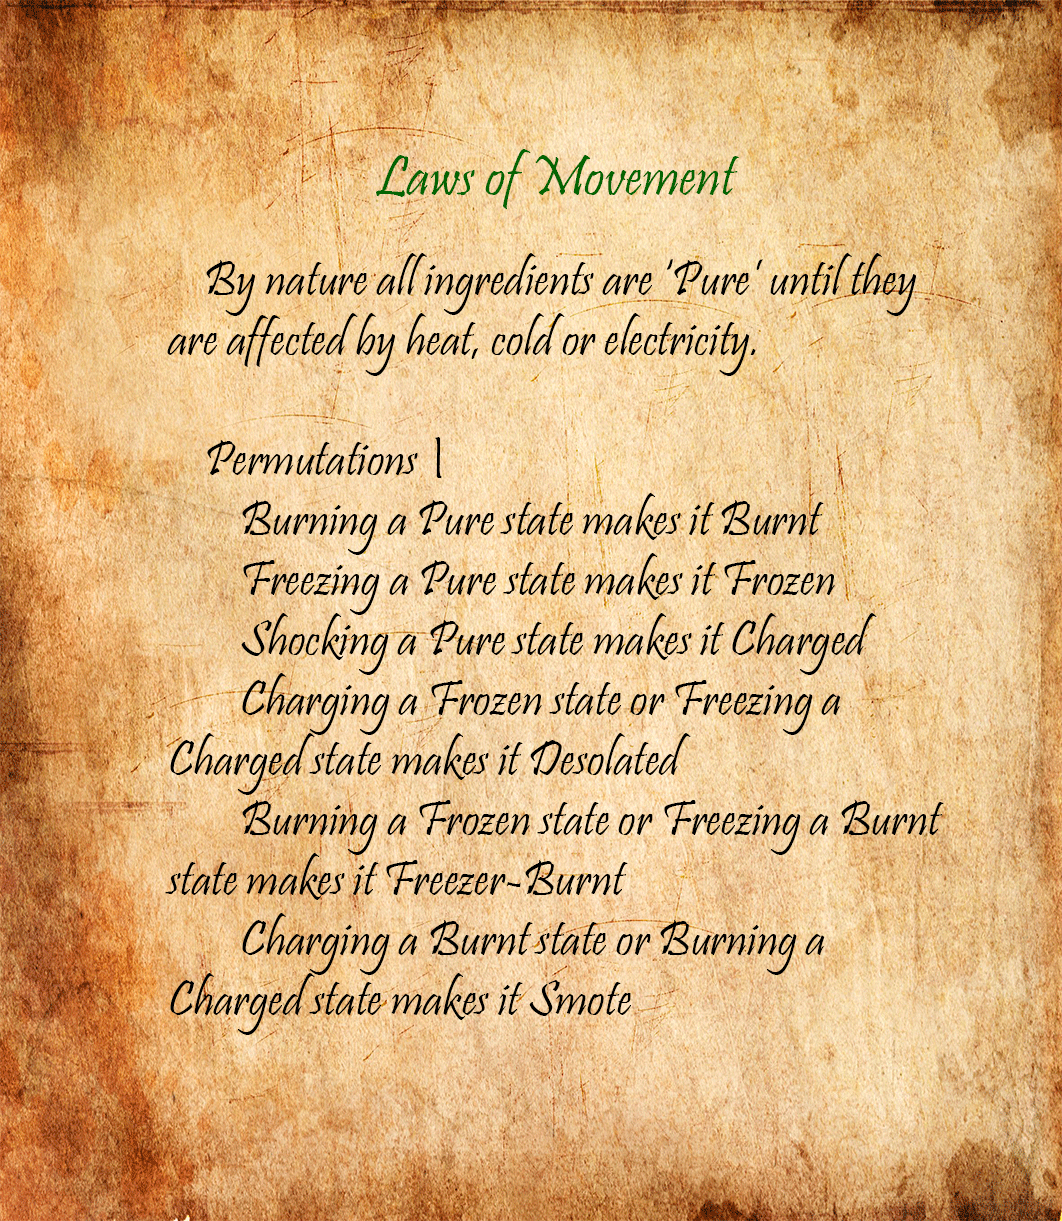 Laws of Movement
By nature all ingredients are 'Pure' until they
are affected by heat, cold or electricity.
Permutations |
Burning a Pure state makes it Burnt
Freezing a Pure state makes it Frozen
Shocking a Pure state makes it Charged
Charging a Frozen state or Freezing a
Charged state makes it Desolated
Burning a Frozen state or Freezing a Burnt
state makes it Freezer-Burnt
Charging a Burnt state or Burning a
Charged state makes it Smote